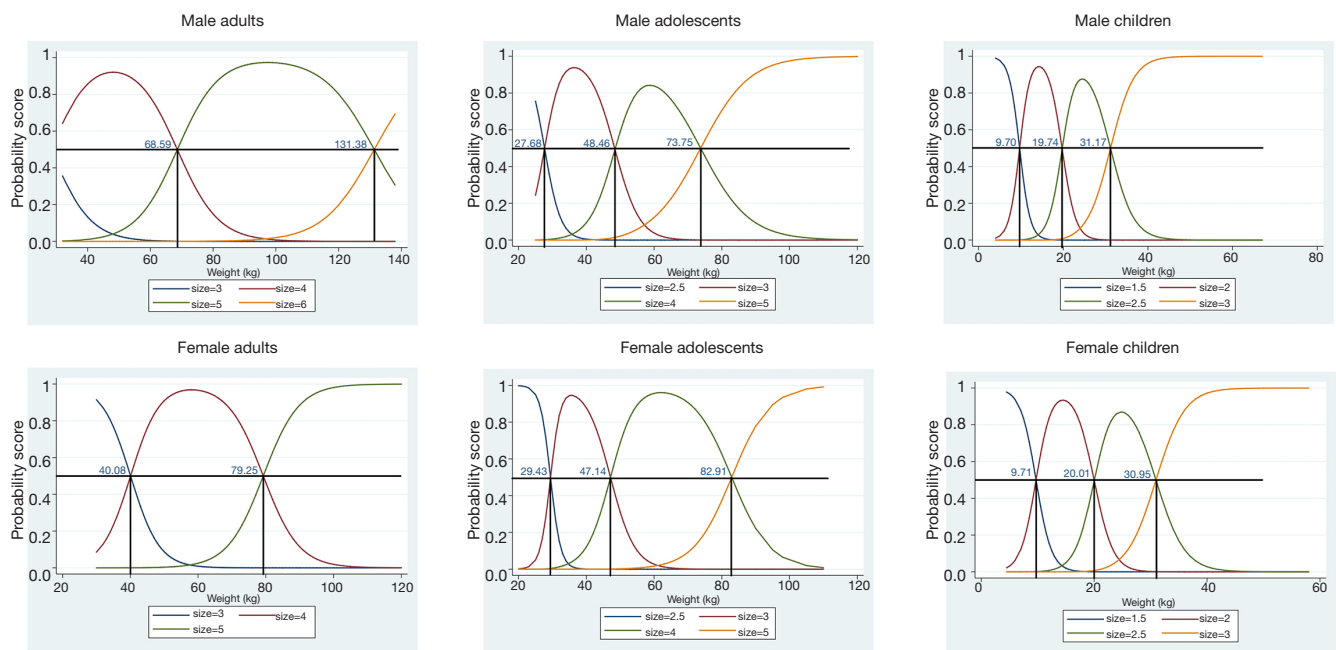 Male adults
Probability score
1
0.8
0.6
0.4
0.2
0.0
68.59
131.38
40 60 80 100 120 140
Weight (kg)
size=3 size=4
size=5 size=6
Male adolescents
Probability score
1
0.8
0.6
0.4
0.2
0.0
27.68
48.46
73.75
20 40 60 80 100 120
Weight (kg)
size=2.5 size=3
size=4 size=5
Male children
Probability score
1
0.8
0.6
0.4
0.2
0.0
9.70
19.74
31.17
0 20 40 60 80
Weight (kg)
size=1.5 size=2
size=2.5 size=3
Female adults
Probability score
1
0.8
0.6
0.4
0.2
0.0
40.08
79.25
20 40 60 80 100 120
Weight (kg)
size=3 size=4
size=5
Female adolescents
Probability score
1
0.8
0.6
0.4
0.2
0.0
29.43
47.14
82.91
20 40 60 80 100 120
Weight (kg)
size=2.5 size=3
size=4 size=5
Female children
Probability score
1
0.8
0.6
0.4
0.2
0.0
9.71
20.01
30.95
0 20 40 60
Weight (kg)
size=1.5 size=2
size=2.5 size=3